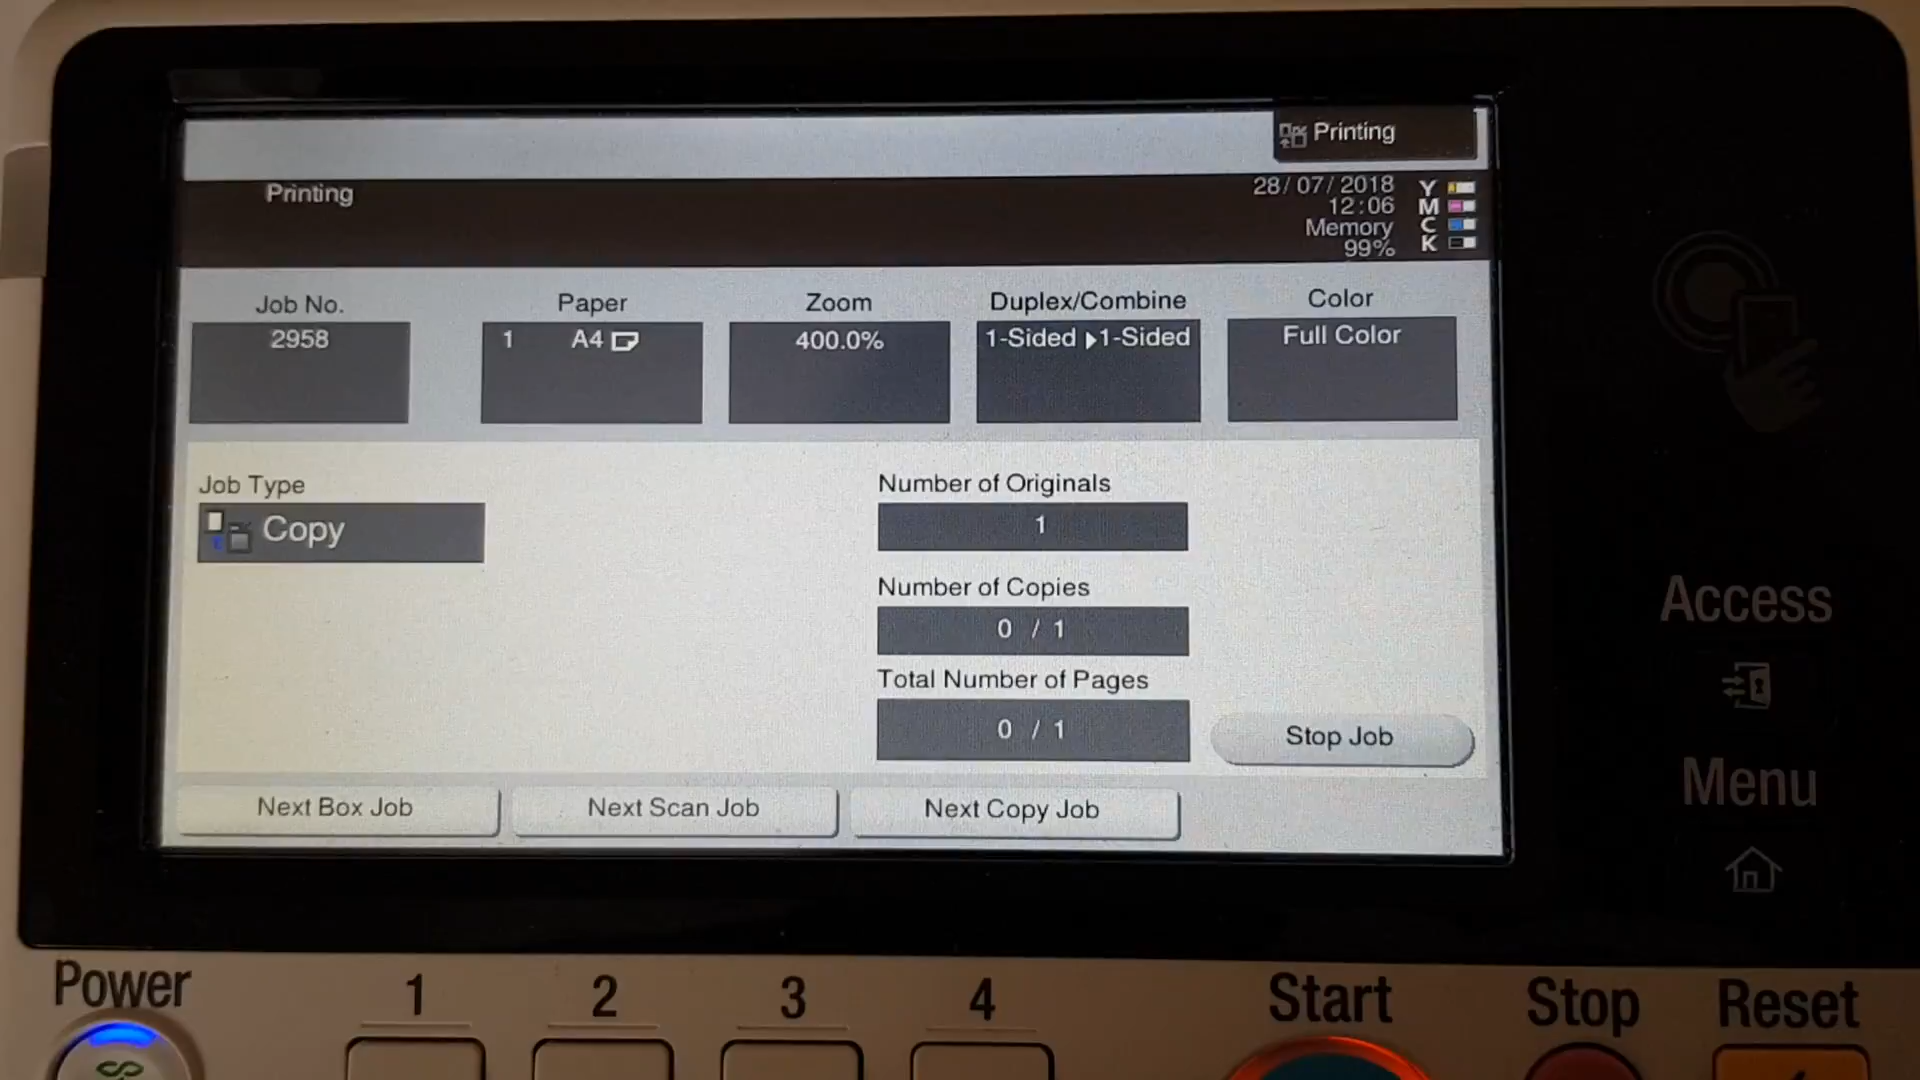 Printing
Printing
28/07/2018
12:06
Memory
99%
Y
M
C
K
Job No.
2958
Paper
1 A4
Zoom
400.0%
Duplex/Combine
1-Sided ▶1-Sided
Color
Full Color
Job Type
Copy
Number of Originals
1
Number of Copies
0 / 1
Total Number of Pages
0 / 1
Stop Job
Next Box Job
Next Scan Job
Next Copy Job
Access
Menu
Power
1
2
3
4
Start
Stop
Reset